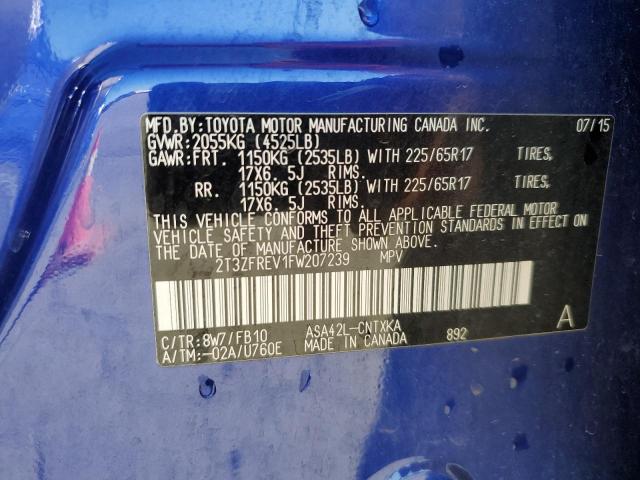 MFD. BY: TOYOTA MOTOR MANUFACTURING CANADA INC. 07/15
GVWR: 2055KG (4525LB)
GAWR: FRT. 1150KG (2535LB) WITH 225/65R17 TIRES,
17X6. 5J RIMS.
RR. 1150KG (2535LB) WITH 225/65R17 TIRES,
17X6. 5J RIMS.
THIS VEHICLE CONFORMS TO ALL APPLICABLE FEDERAL MOTOR
VEHICLE SAFETY AND THEFT PREVENTION STANDARDS IN EFFECT ON
THE DATE OF MANUFACTURE SHOWN ABOVE.
2T3ZFREV1FW207239 MPV
C/TR: 8W7/FB10 ASA42L-CNTXKA 892 A
A/TM: -02A/U760E MADE IN CANADA